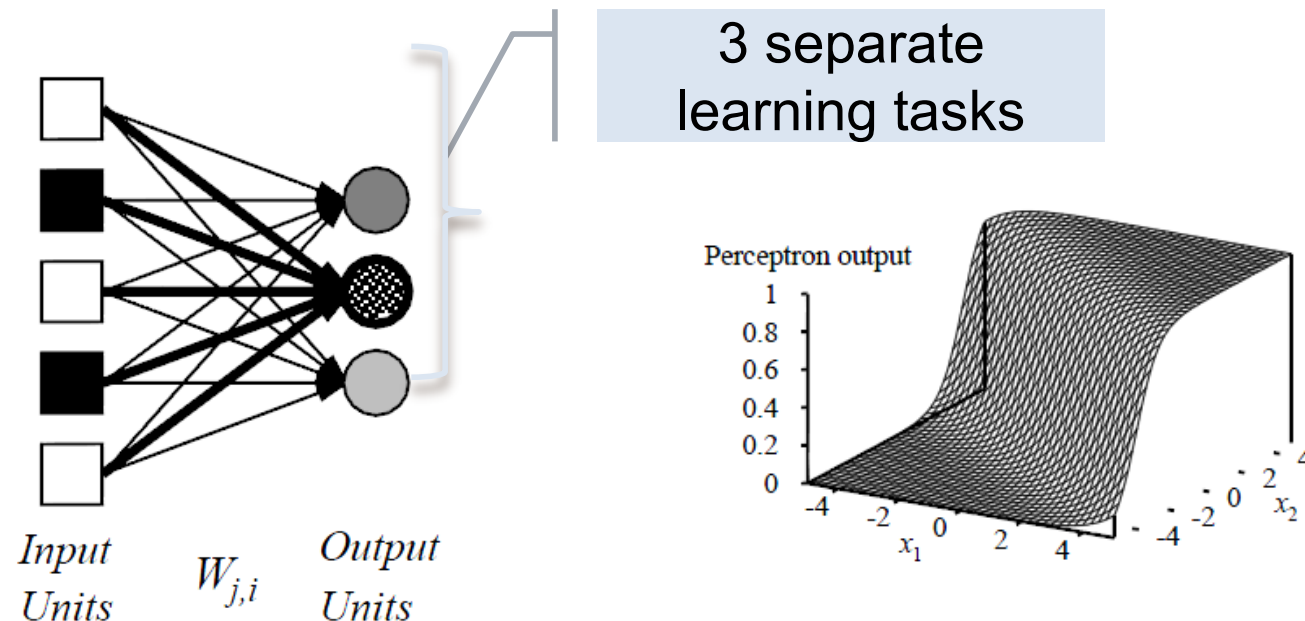 3 separate
learning tasks
Perceptron output
1
0.8
0.6
0.4
0.2
0
-4 -2 0 2 4
x1
-4 -2 0 2 4
x2
Input Units
Wj,i
Output Units